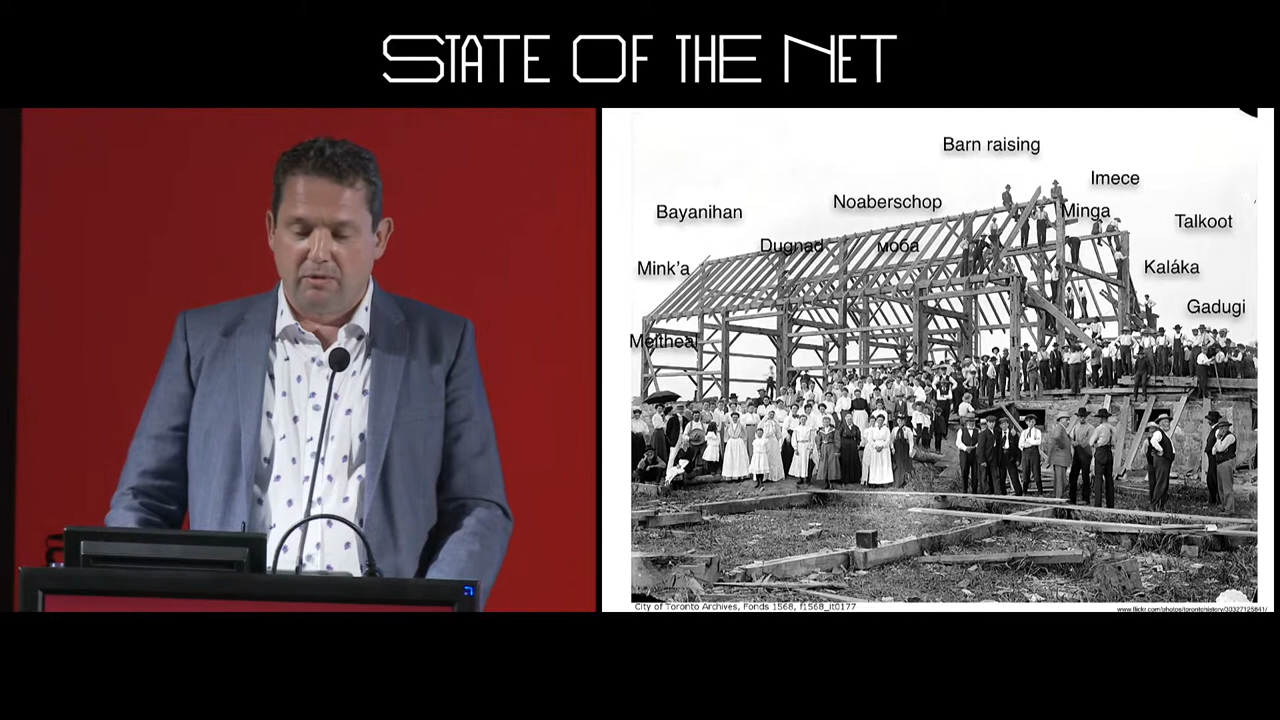 STATE OF THE NET
Barn raising
Imece
Noaberschop
Bayanihan
Minga
Talkoot
Dugnad
моба
Mink'a
Kaláka
Gadugi
Meitheal
City of Toronto Archives, Fonds 1568, f1568_it0177